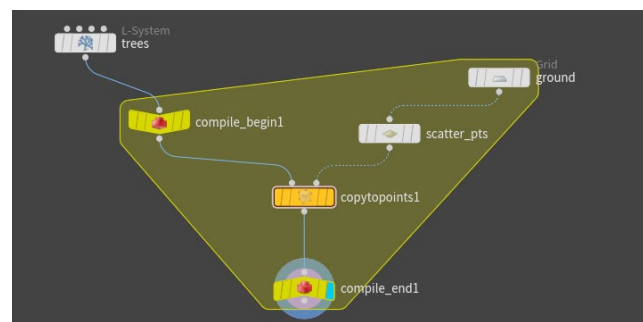 L-System
trees
Grid
ground
compile_begin1
scatter_pts
copytopoints1
compile_end1